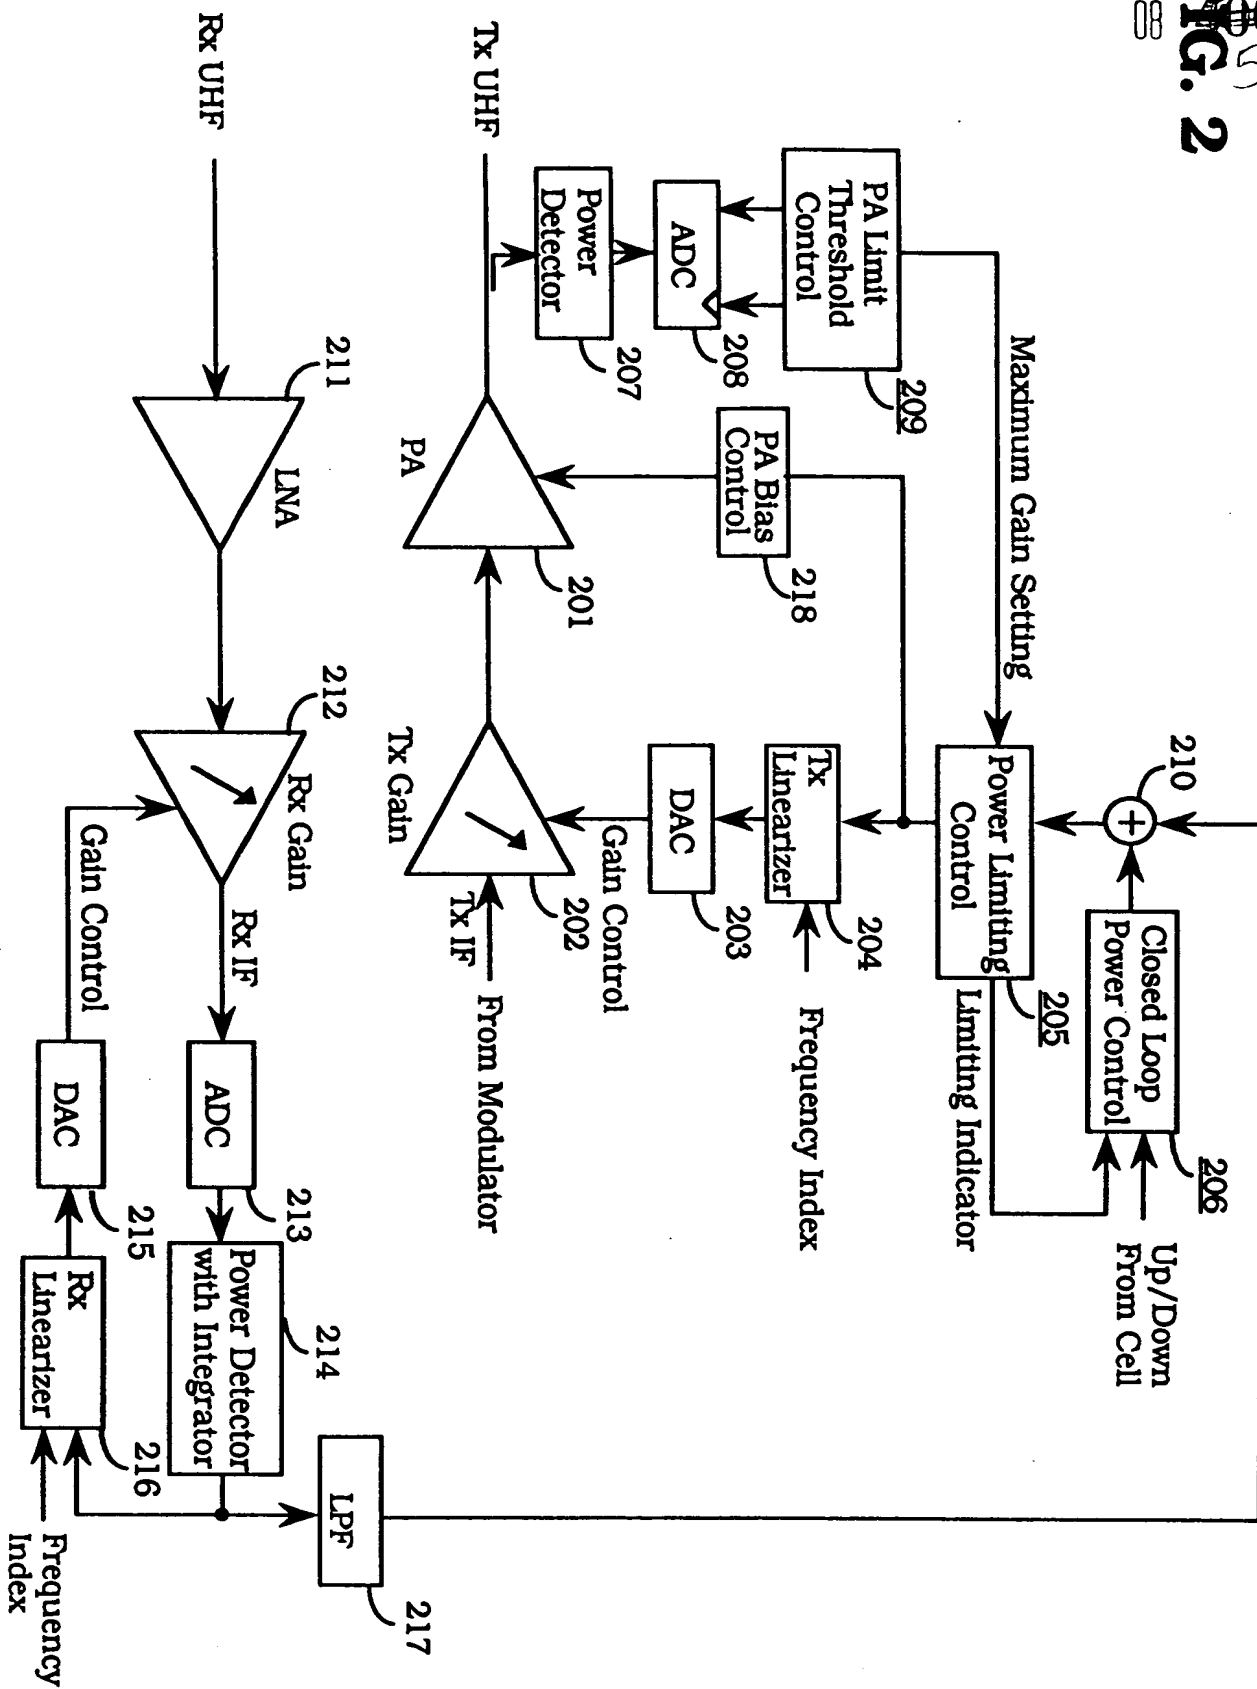 FIG. 2
08
Rx UHF
211
LNA
212
Rx Gain
Gain Control
Rx IF
ADC
213
Power Detector
with Integrator
214
DAC
215
Rx
Linearizer
216
Frequency
Index
LPF
217
Tx UHF
Power
Detector
207
ADC
208
PA Limit
Threshold
Control
209
Maximum Gain Setting
PA
201
PA Bias
Control
218
Tx Gain
202
Tx IF
From Modulator
Gain Control
DAC
203
Tx
Linearizer
204
Frequency Index
Power Limiting
Control
205
Limiting Indicator
210
+
Closed Loop
Power Control
206
Up/Down
From Cell